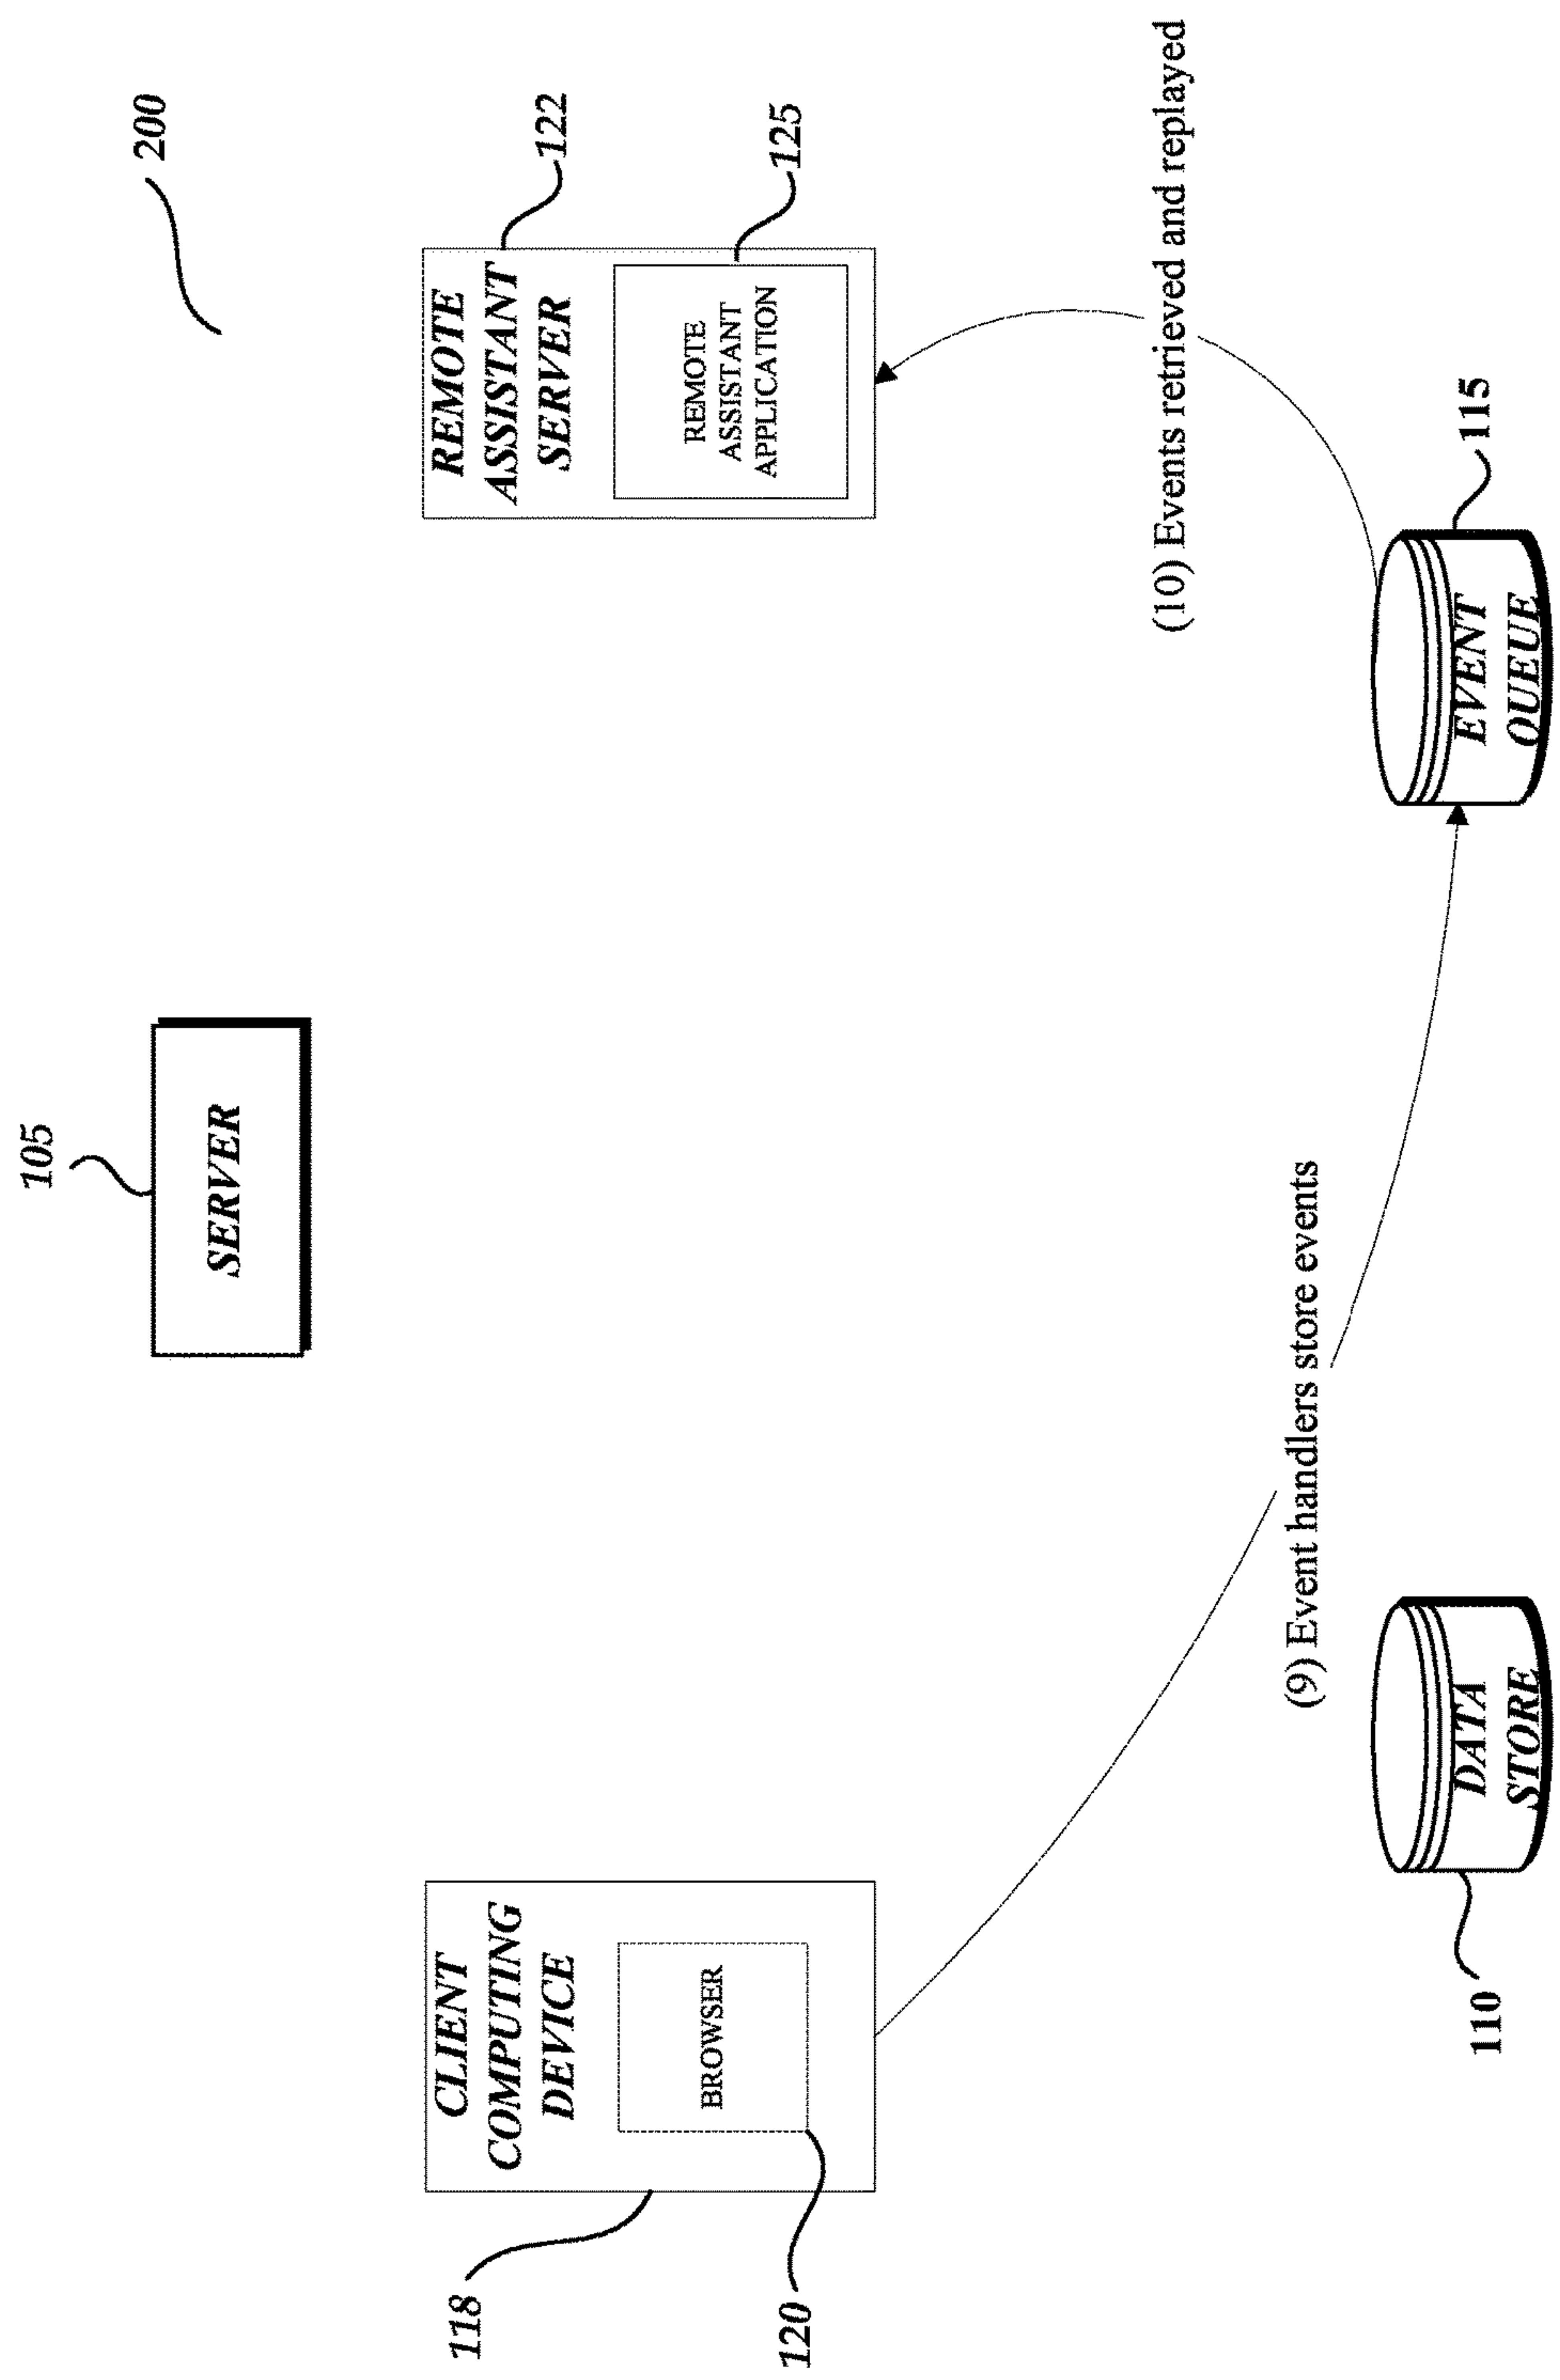 105
200
SERVER
118
CLIENT
COMPUTING
DEVICE
BROWSER
120
REMOTE
ASSISTANT
SERVER
122
REMOTE
ASSISTANT
APPLICATION
125
(10) Events retrieved and replayed
(9) Event handlers store events
110
DATA
STORE
EVENT
QUEUE
115